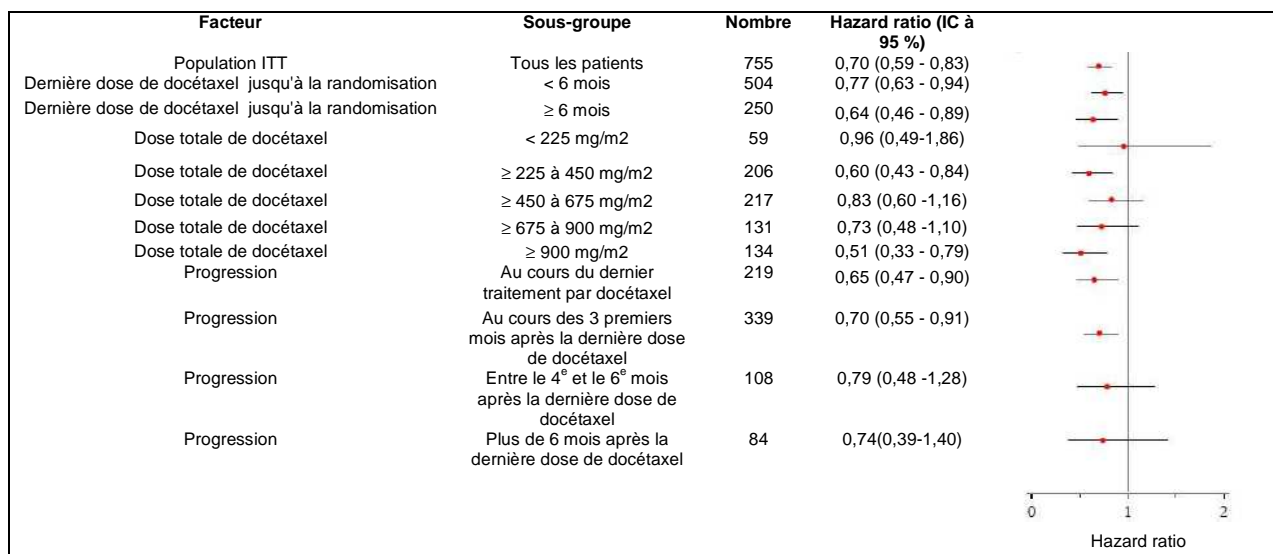 Facteur Sous-groupe Nombre Hazard ratio (IC à
95 %)
Population ITT Tous les patients 755 0,70 (0,59 - 0,83)
Dernière dose de docétaxel jusqu'à la randomisation < 6 mois 504 0,77 (0,63 - 0,94)
Dernière dose de docétaxel jusqu'à la randomisation ≥ 6 mois 250 0,64 (0,46 - 0,89)
Dose totale de docétaxel < 225 mg/m2 59 0,96 (0,49-1,86)
Dose totale de docétaxel ≥ 225 à 450 mg/m2 206 0,60 (0,43 - 0,84)
Dose totale de docétaxel ≥ 450 à 675 mg/m2 217 0,83 (0,60 -1,16)
Dose totale de docétaxel ≥ 675 à 900 mg/m2 131 0,73 (0,48 - 1,10)
Dose totale de docétaxel ≥ 900 mg/m2 134 0,51 (0,33 - 0,79)
Progression Au cours du dernier 219 0,65 (0,47 - 0,90)
traitement par docétaxel
Progression Au cours des 3 premiers 339 0,70 (0,55 - 0,91)
mois après la dernière dose
de docétaxel
Progression Entre le 4e et le 6e mois 108 0,79 (0,48 -1,28)
après la dernière dose de
docétaxel
Progression Plus de 6 mois après la 84 0,74(0,39-1,40)
dernière dose de docétaxel
0 1 2
Hazard ratio